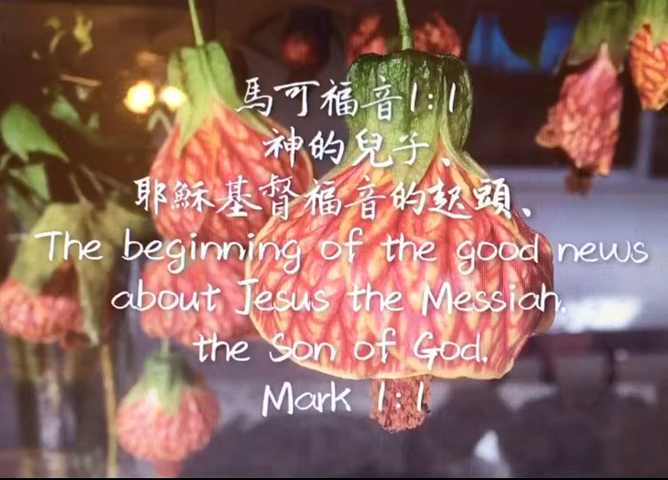 馬可福音1:1
神的兒子、
耶穌基督福音的起頭、
The beginning of the good news
about Jesus the Messiah,
the Son of God,
Mark 1:1